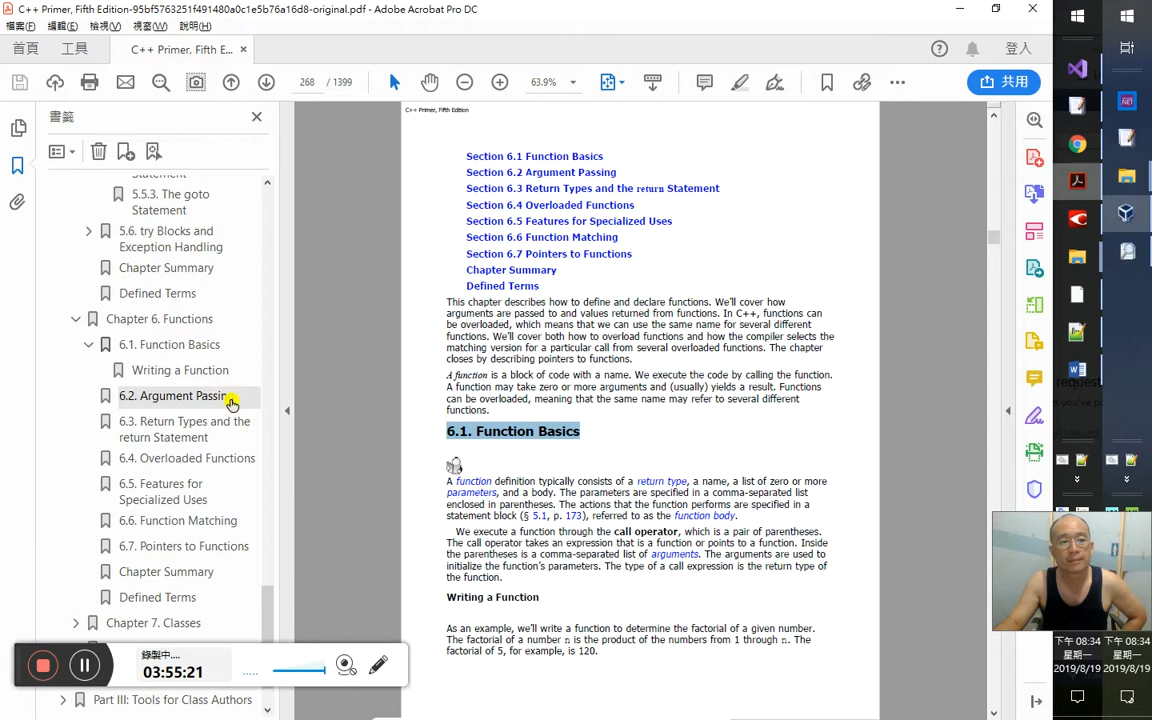 C++ Primer, Fifth Edition-95bf5763251f491480a0c1e5b76a16d8-original.pdf - Adobe Acrobat Pro DC
檔案(F) 編輯(E) 檢視(V) 視窗(W) 說明(H)
首頁 工具 C++ Primer, Fifth E... × 登入
268 / 1399 63.9% 共用
書籤
Statement
5.5.3. The goto
Statement
5.6. try Blocks and
Exception Handling
Chapter Summary
Defined Terms
Chapter 6. Functions
6.1. Function Basics
Writing a Function
6.2. Argument Passin
6.3. Return Types and the
return Statement
6.4. Overloaded Functions
6.5. Features for
Specialized Uses
6.6. Function Matching
6.7. Pointers to Functions
Chapter Summary
Defined Terms
Chapter 7. Classes
Part III: Tools for Class Authors
錄製中....
03:55:21
C++ Primer, Fifth Edition
Section 6.1 Function Basics
Section 6.2 Argument Passing
Section 6.3 Return Types and the return Statement
Section 6.4 Overloaded Functions
Section 6.5 Features for Specialized Uses
Section 6.6 Function Matching
Section 6.7 Pointers to Functions
Chapter Summary
Defined Terms
This chapter describes how to define and declare functions. We'll cover how
arguments are passed to and values returned from functions. In C++, functions can
be overloaded, which means that we can use the same name for several different
functions. We'll cover both how to overload functions and how the compiler selects the
matching version for a particular call from several overloaded functions. The chapter
closes by describing pointers to functions.
A function is a block of code with a name. We execute the code by calling the function.
A function may take zero or more arguments and (usually) yields a result. Functions
can be overloaded, meaning that the same name may refer to several different
functions.
6.1. Function Basics
A function definition typically consists of a return type, a name, a list of zero or more
parameters, and a body. The parameters are specified in a comma-separated list
enclosed in parentheses. The actions that the function performs are specified in a
statement block (§ 5.1, p. 173), referred to as the function body.
We execute a function through the call operator, which is a pair of parentheses.
The call operator takes an expression that is a function or points to a function. Inside
the parentheses is a comma-separated list of arguments. The arguments are used to
initialize the function's parameters. The type of a call expression is the return type of
the function.
Writing a Function
As an example, we'll write a function to determine the factorial of a given number.
The factorial of a number n is the product of the numbers from 1 through n. The
factorial of 5, for example, is 120.
.NET
request
下午 08:34 下午 08:34
星期一 星期一
2019/8/19 2019/8/19